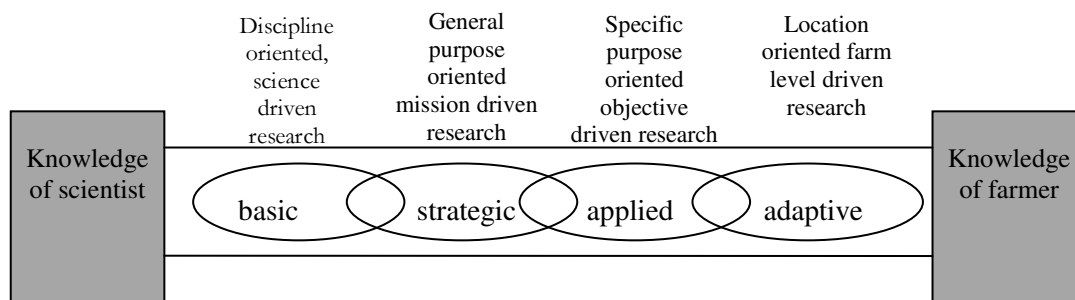 Discipline
oriented,
science
driven
research
General
purpose
oriented
mission driven
research
Specific
purpose
oriented
objective
driven research
Location
oriented farm
level driven
research
Knowledge
of scientist
basic
strategic
applied
adaptive
Knowledge
of farmer